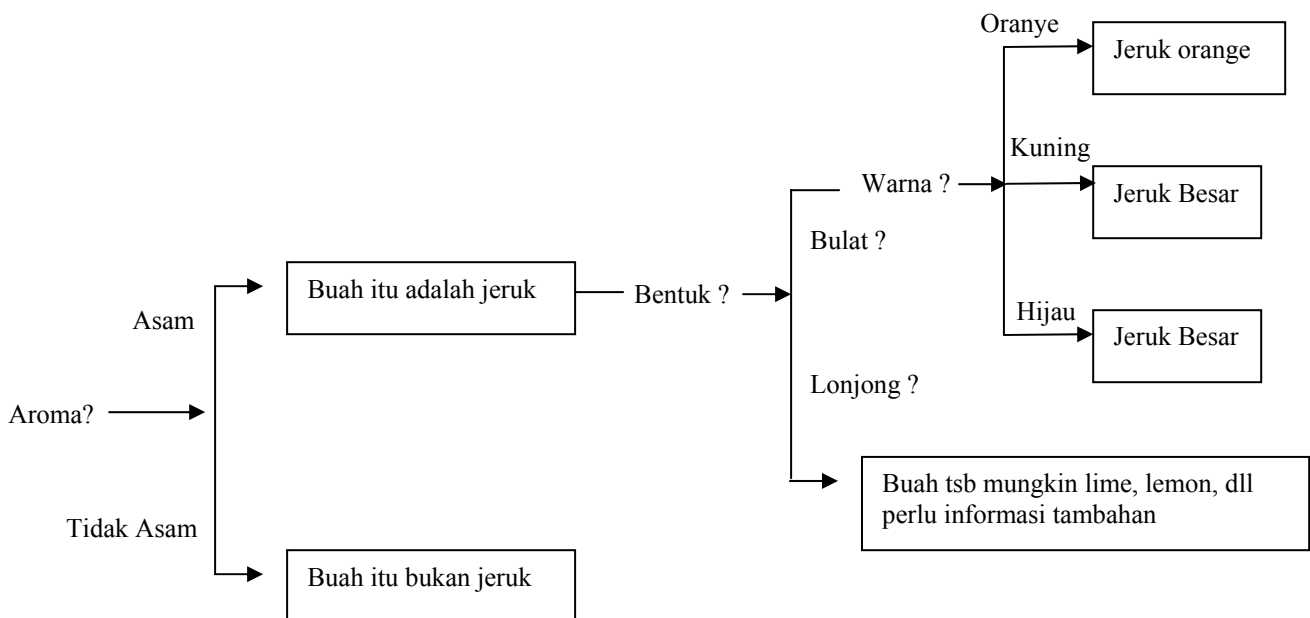 Oranye
Jeruk orange
Kuning
Warna ?
Jeruk Besar
Bulat ?
Buah itu adalah jeruk
Bentuk ?
Hijau
Asam
Jeruk Besar
Lonjong ?
Aroma?
Buah tsb mungkin lime, lemon, dll
perlu informasi tambahan
Tidak Asam
Buah itu bukan jeruk